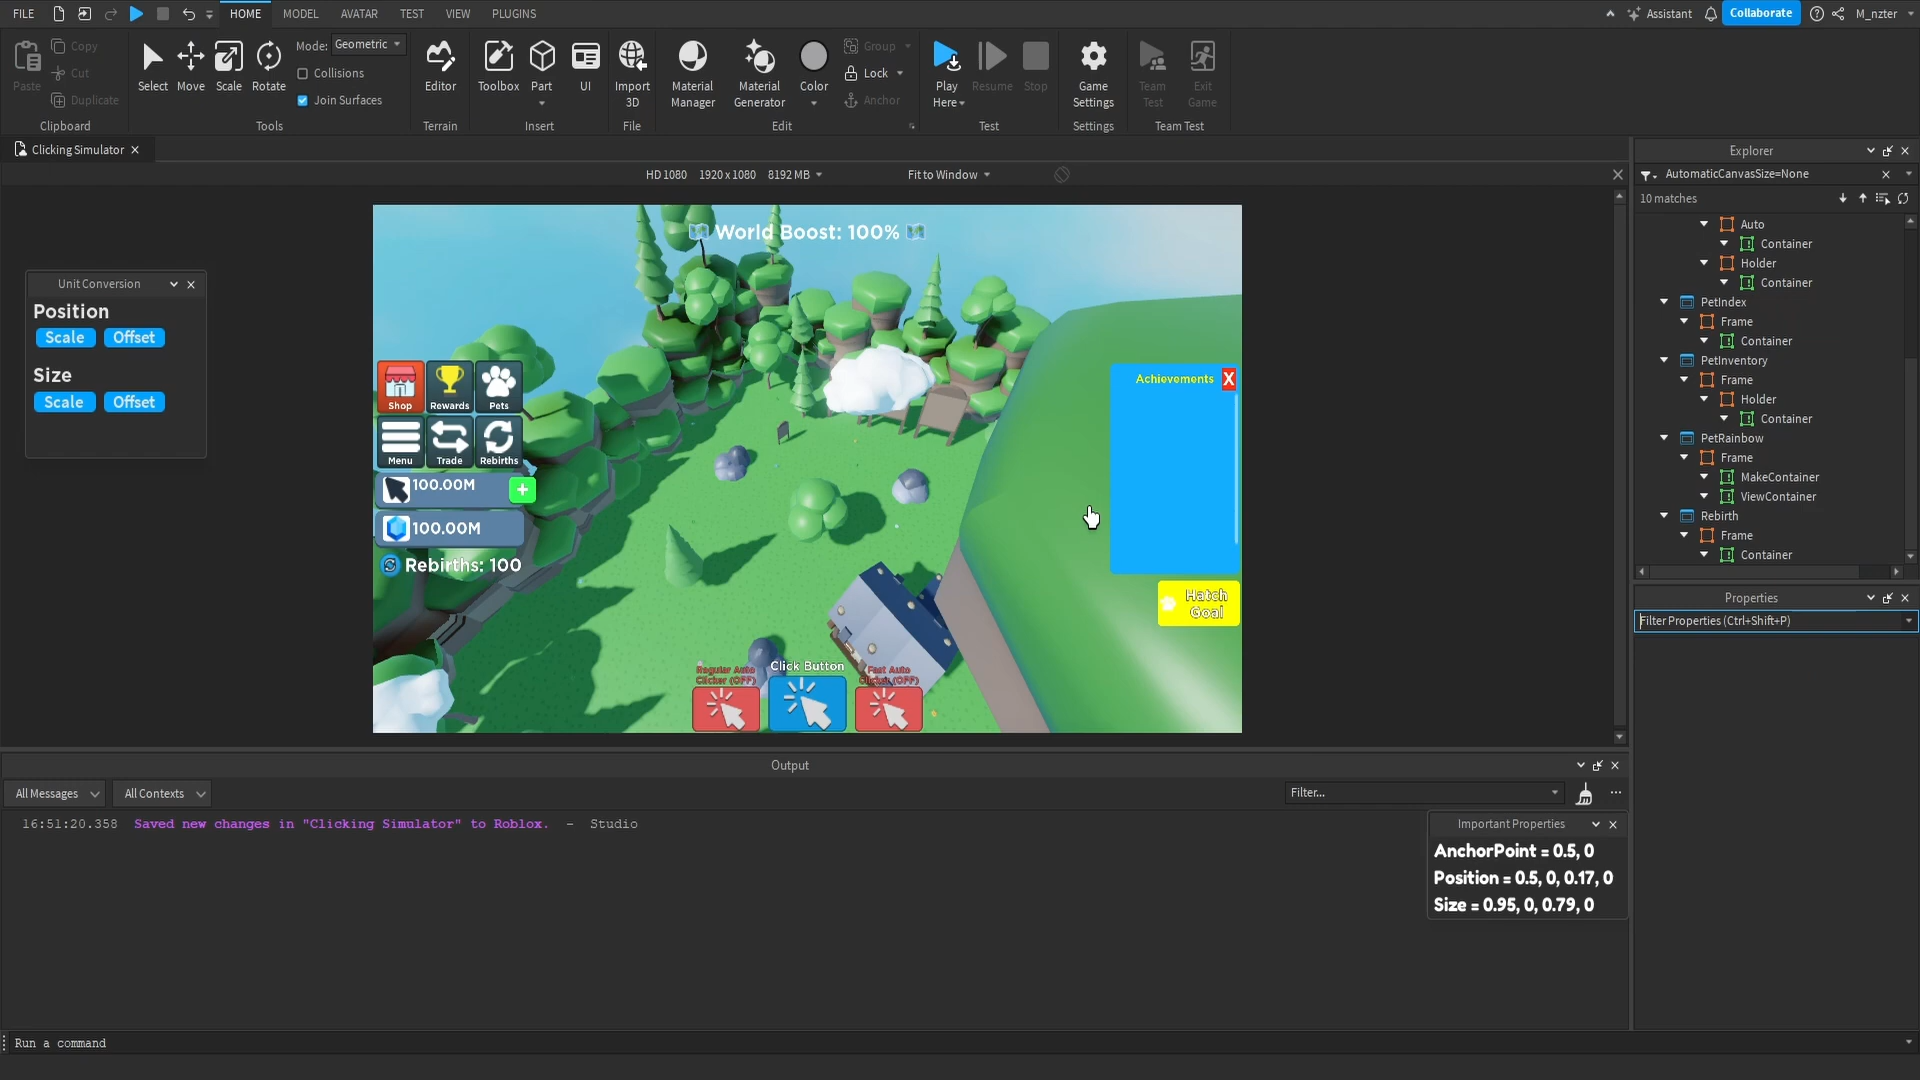 FILE HOME MODEL AVATAR TEST VIEW PLUGINS Assistant Collaborate M_nzter
Paste Copy Cut Duplicate Clipboard
Select Move Scale Rotate Mode: Geometric Collisions Join Surfaces Tools
Editor Terrain
Toolbox Part UI Insert
Import 3D File
Material Manager Material Generator Color Group Lock Anchor Edit
Play Here Resume Stop Test
Game Settings Settings
Team Test Exit Game Team Test
Clicking Simulator
HD 1080 1920 x 1080 8192 MB Fit to Window
Unit Conversion
Position
Scale Offset
Size
Scale Offset
World Boost: 100%
Shop Rewards Pets
Menu Trade Rebirths
100.00M +
100.00M
Rebirths: 100
Achievements X
Hatch
Goal
Regular Auto
Clicker (OFF)
Click Button
Fast Auto
Clicker (OFF)
Explorer
AutomaticCanvasSize=None
10 matches
Auto
Container
Holder
Container
PetIndex
Frame
Container
PetInventory
Frame
Holder
Container
PetRainbow
Frame
MakeContainer
ViewContainer
Rebirth
Frame
Container
Properties
Filter Properties (Ctrl+Shift+P)
Output
All Messages All Contexts Filter...
16:51:20.358 Saved new changes in "Clicking Simulator" to Roblox. - Studio
Important Properties
AnchorPoint = 0.5, 0
Position = 0.5, 0, 0.17, 0
Size = 0.95, 0, 0.79, 0
Run a command